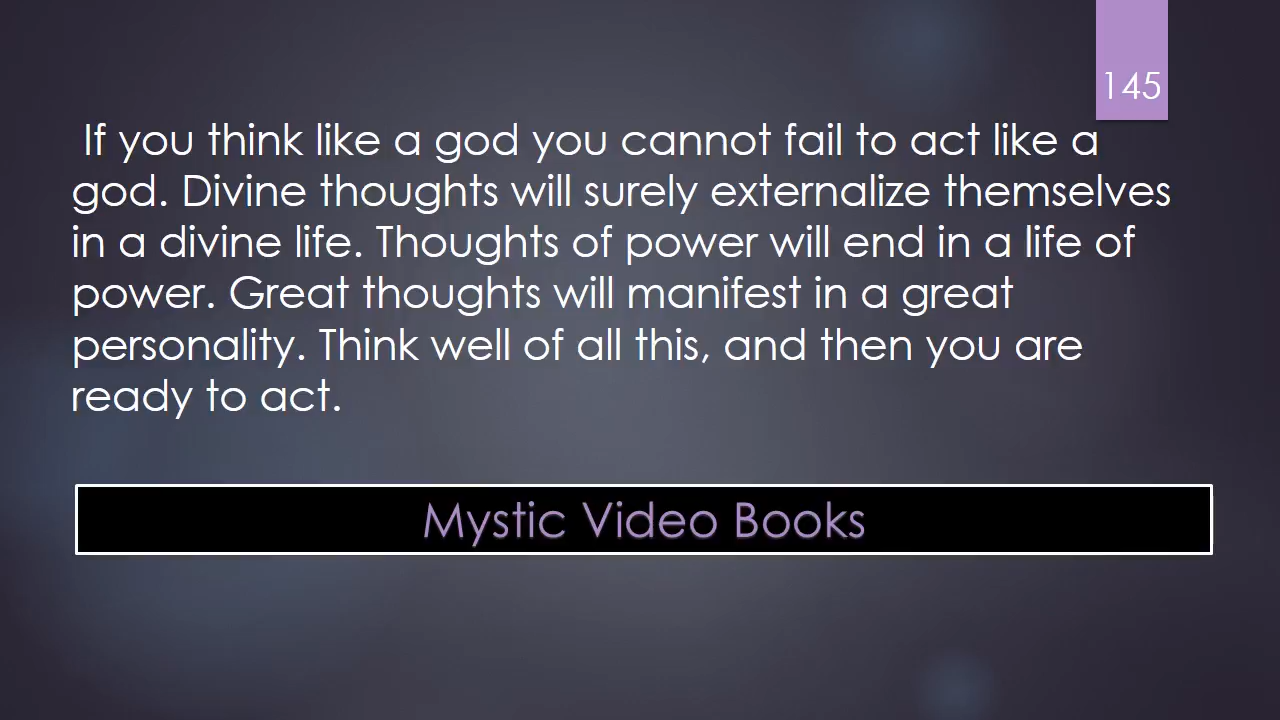 145
If you think like a god you cannot fail to act like a
god. Divine thoughts will surely externalize themselves
in a divine life. Thoughts of power will end in a life of
power. Great thoughts will manifest in a great
personality. Think well of all this, and then you are
ready to act.
Mystic Video Books